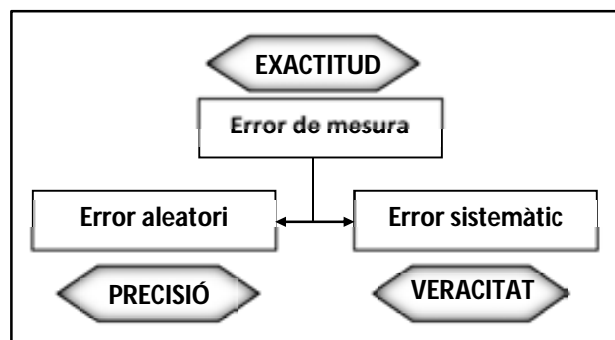 EXACTITUD
Error de mesura
Error aleatori
Error sistemàtic
PRECISIÓ
VERACITAT